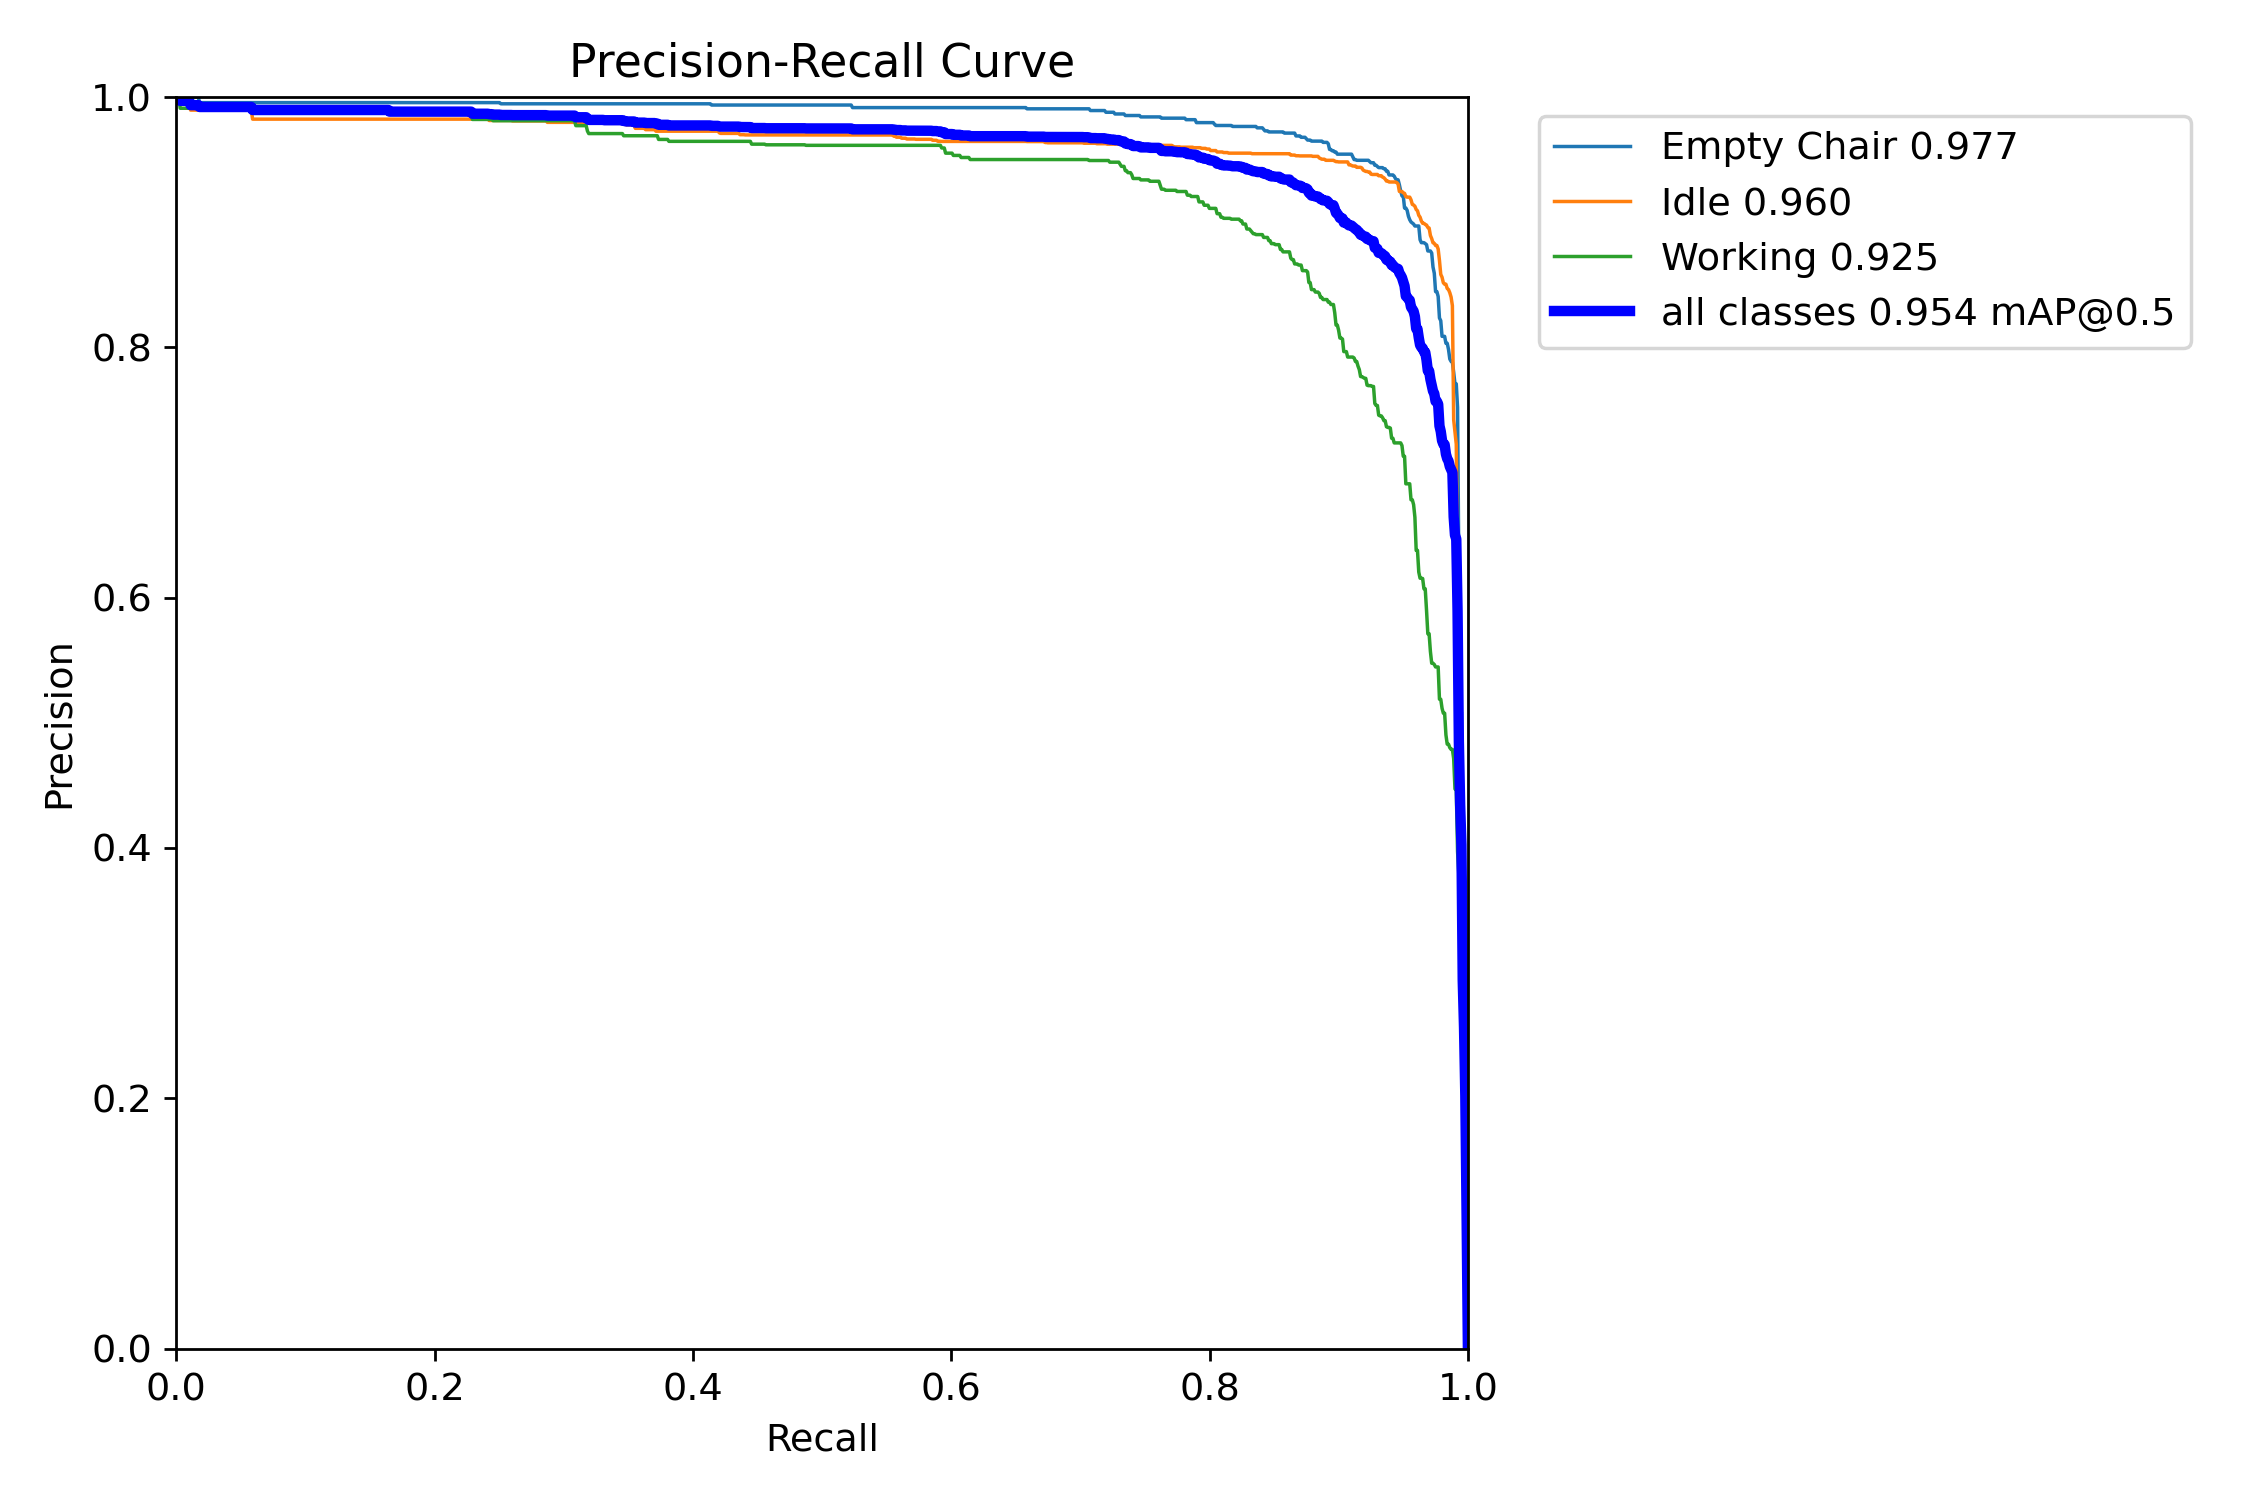 Precision-Recall Curve
1.0
0.8
0.6
0.4
0.2
0.0
Precision
0.0 0.2 0.4 0.6 0.8 1.0
Recall
Empty Chair 0.977
Idle 0.960
Working 0.925
all classes 0.954 mAP@0.5